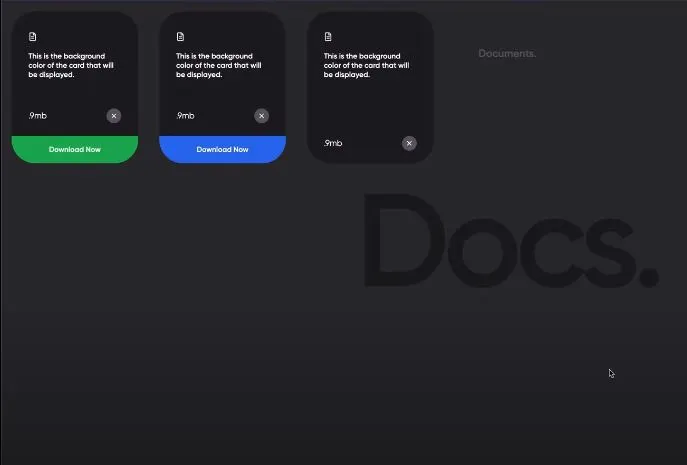 This is the background
color of the card that will
be displayed.
.9mb
Download Now
This is the background
color of the card that will
be displayed.
.9mb
Download Now
This is the background
color of the card that will
be displayed.
.9mb
Documents.
Docs.